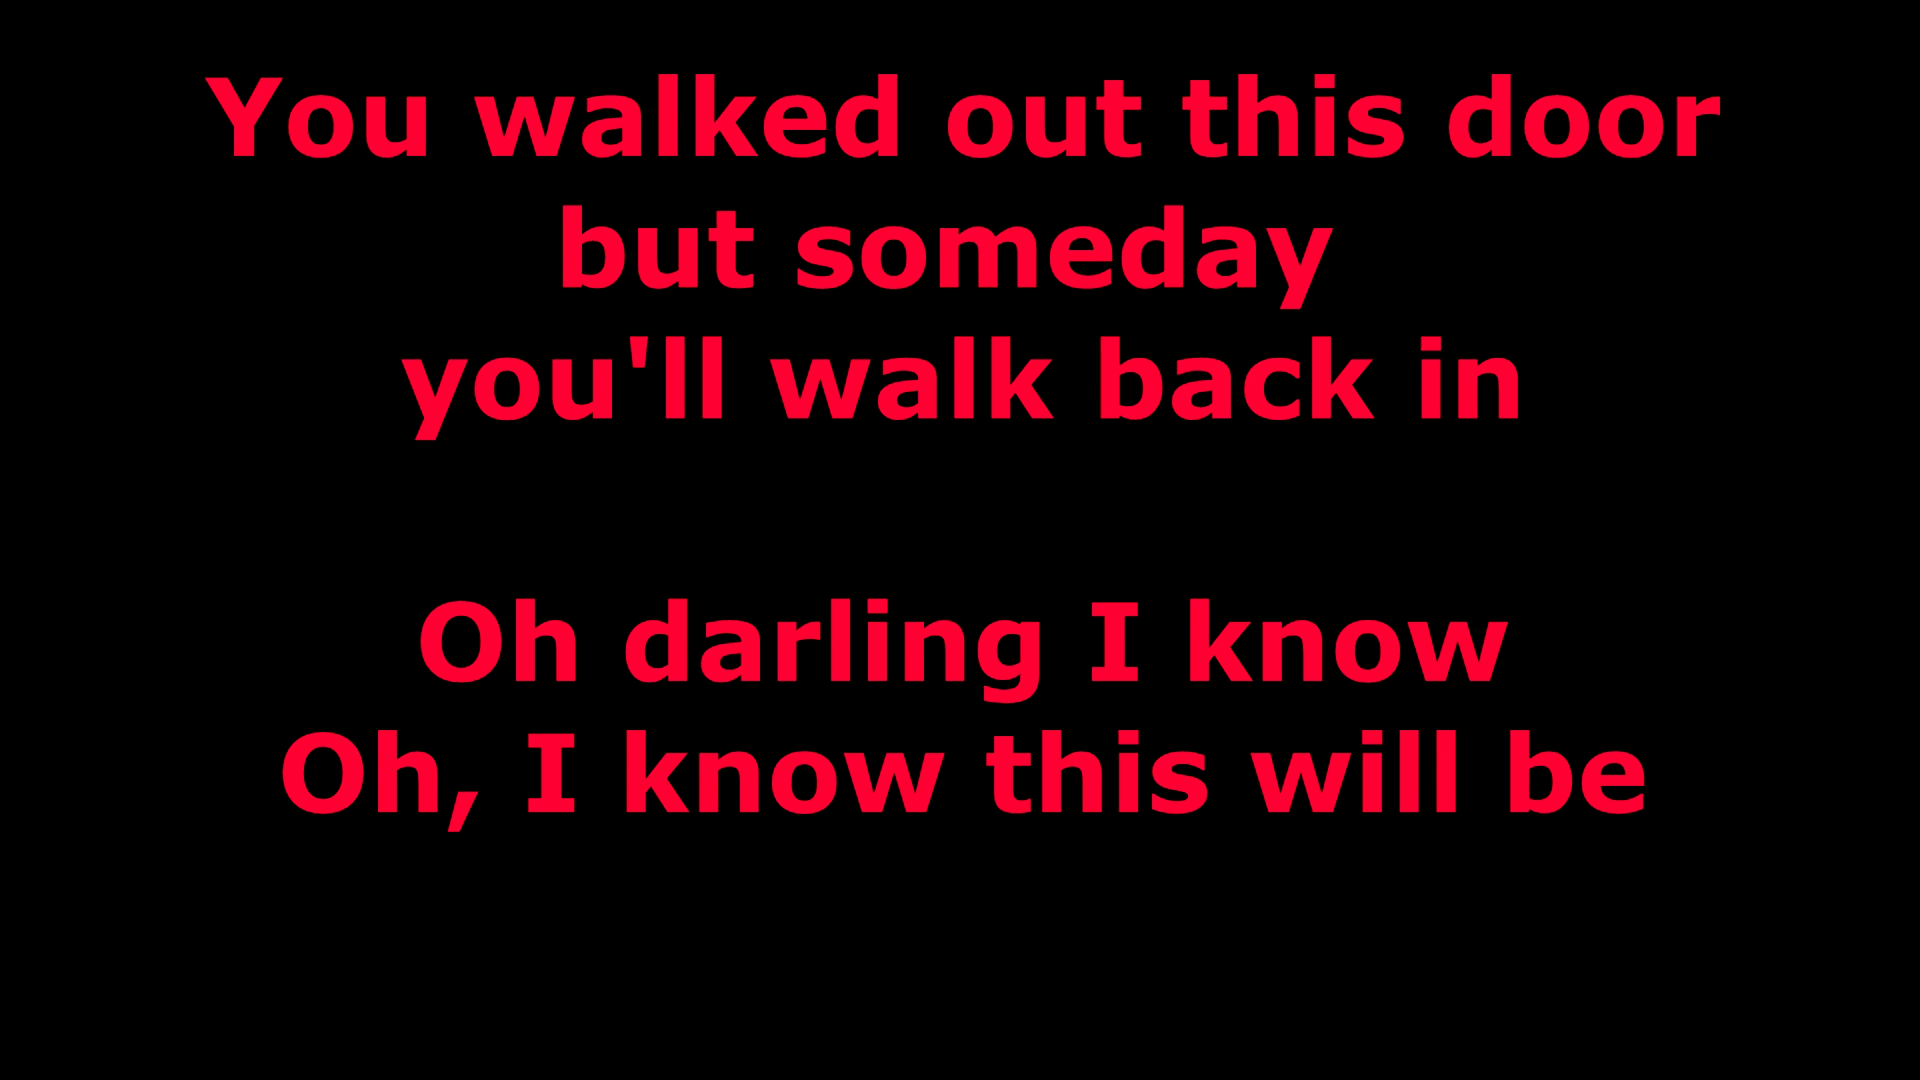 You walked out this door
but someday
you'll walk back in
Oh darling I know
Oh, I know this will be